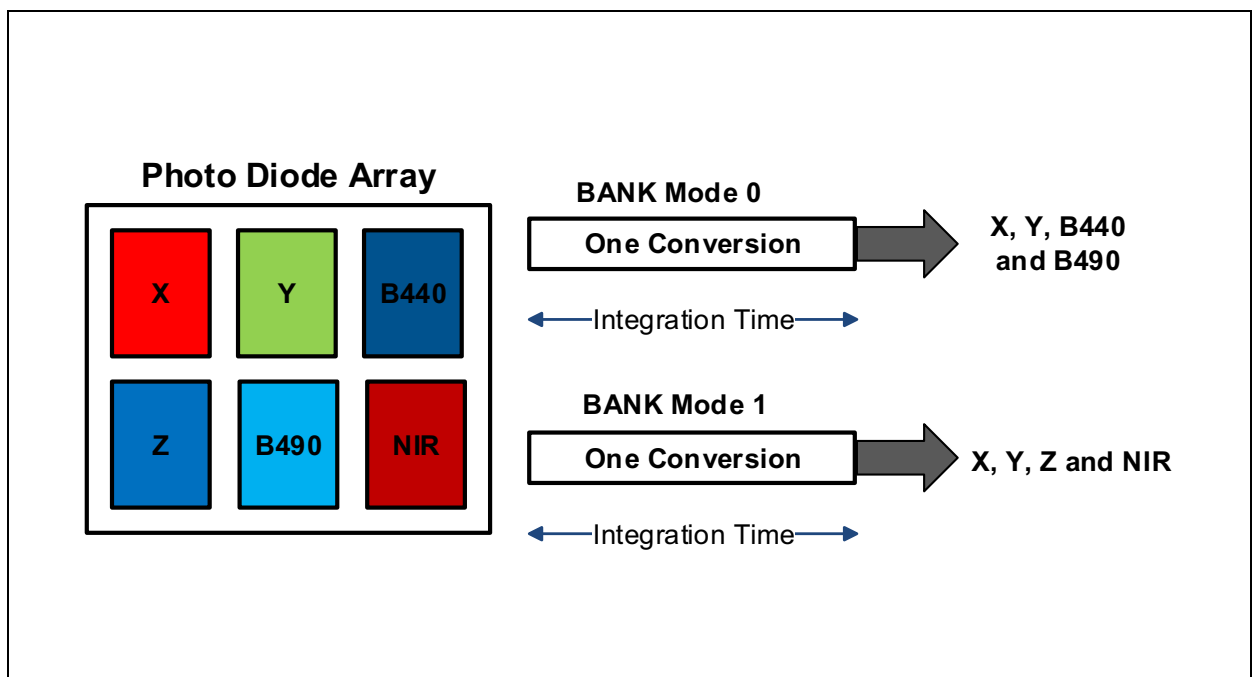 Photo Diode Array
X
Y
B440
Z
B490
NIR
BANK Mode 0
One Conversion
Integration Time
X, Y, B440
and B490
BANK Mode 1
One Conversion
Integration Time
X, Y, Z and NIR